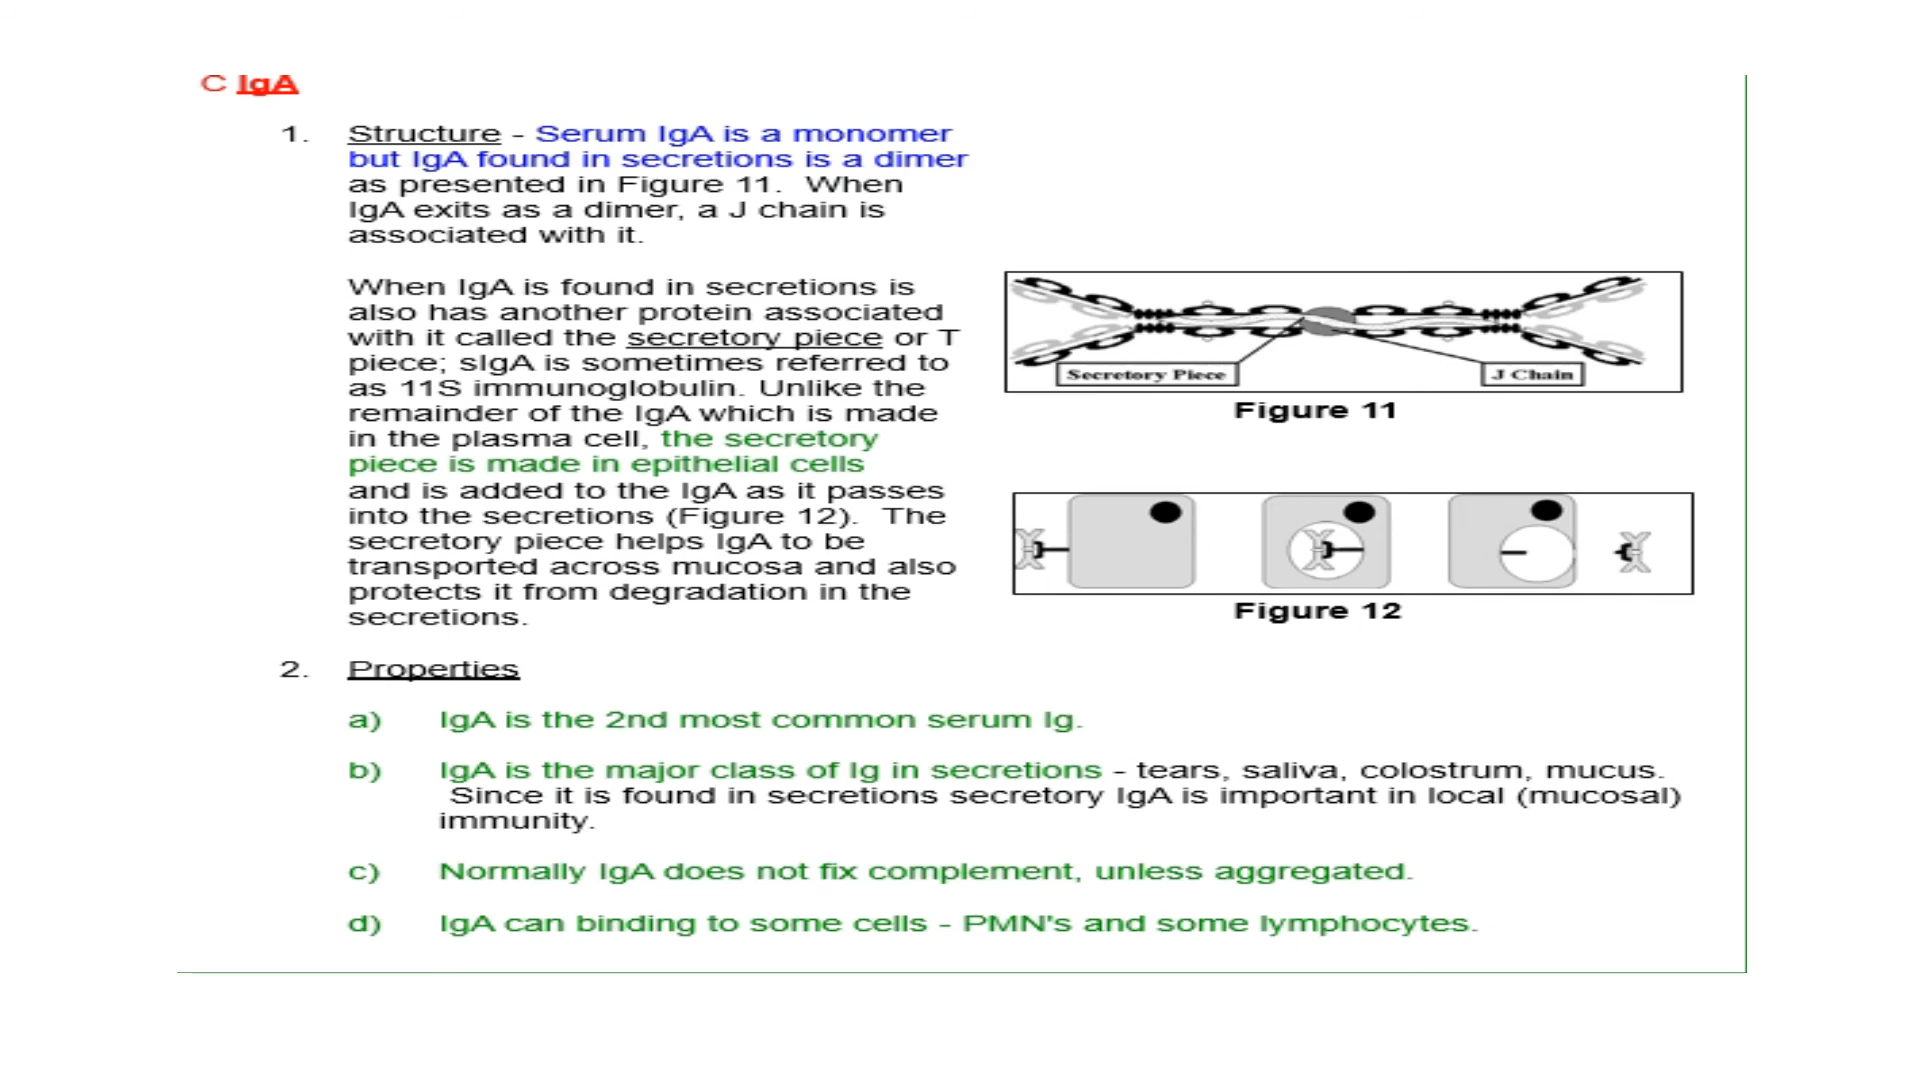 C IgA
1. Structure - Serum IgA is a monomer
but IgA found in secretions is a dimer
as presented in Figure 11. When
IgA exits as a dimer, a J chain is
associated with it.
When IgA is found in secretions is
also has another protein associated
with it called the secretory piece or T
piece; sIgA is sometimes referred to
as 11S immunoglobulin. Unlike the
remainder of the IgA which is made
in the plasma cell, the secretory
piece is made in epithelial cells
and is added to the IgA as it passes
into the secretions (Figure 12). The
secretory piece helps IgA to be
transported across mucosa and also
protects it from degradation in the
secretions.
Secretory Piece
J Chain
Figure 11
Figure 12
2. Properties
a) IgA is the 2nd most common serum Ig.
b) IgA is the major class of Ig in secretions - tears, saliva, colostrum, mucus.
Since it is found in secretions secretory IgA is important in local (mucosal)
immunity.
c) Normally IgA does not fix complement, unless aggregated.
d) IgA can binding to some cells - PMN's and some lymphocytes.